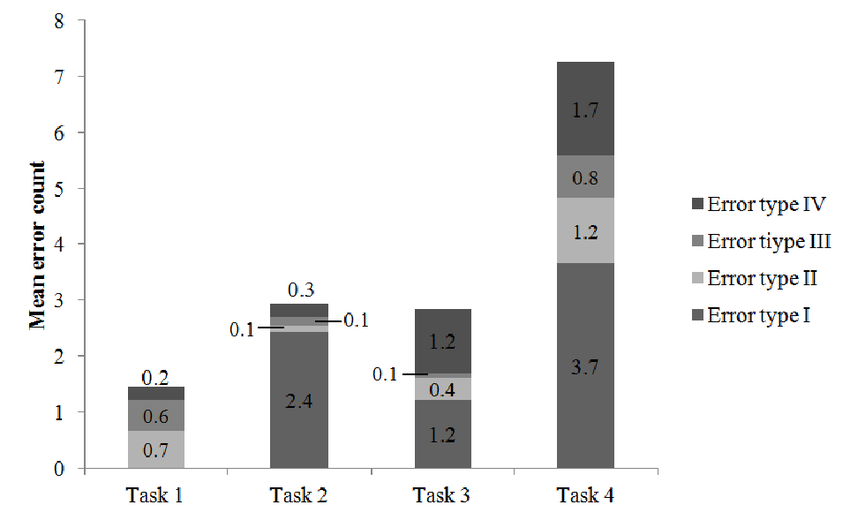 8
7
6
5
4
3
2
1
0
Mean error count
0.2
0.6
0.7
0.3
0.1
0.1
2.4
1.2
0.1
0.4
1.2
1.7
0.8
1.2
3.7
Task 1
Task 2
Task 3
Task 4
Error type IV
Error tiype III
Error type II
Error type I